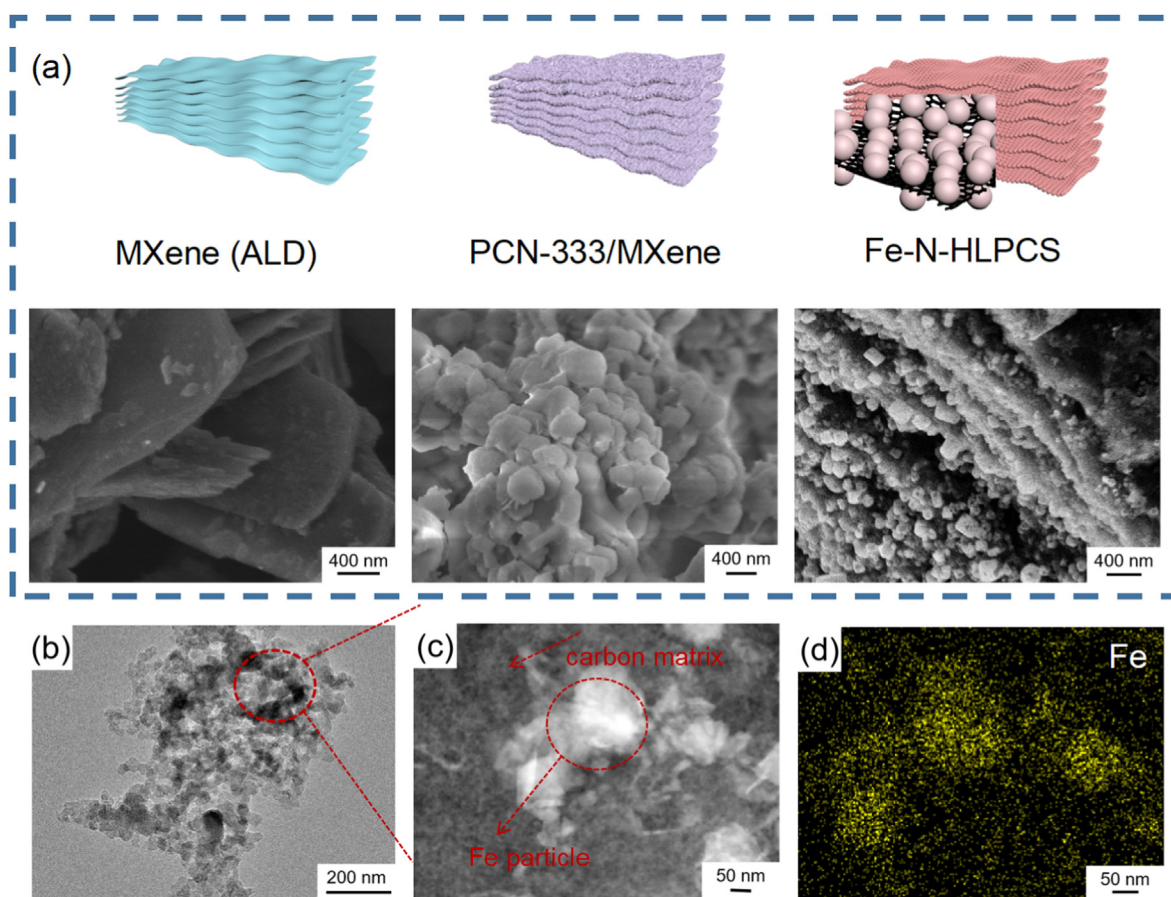 (a)
MXene (ALD)
PCN-333/MXene
Fe-N-HLPCS
400 nm
400 nm
400 nm
(b)
200 nm
(c)
carbon matrix
Fe particle
50 nm
(d)
Fe
50 nm